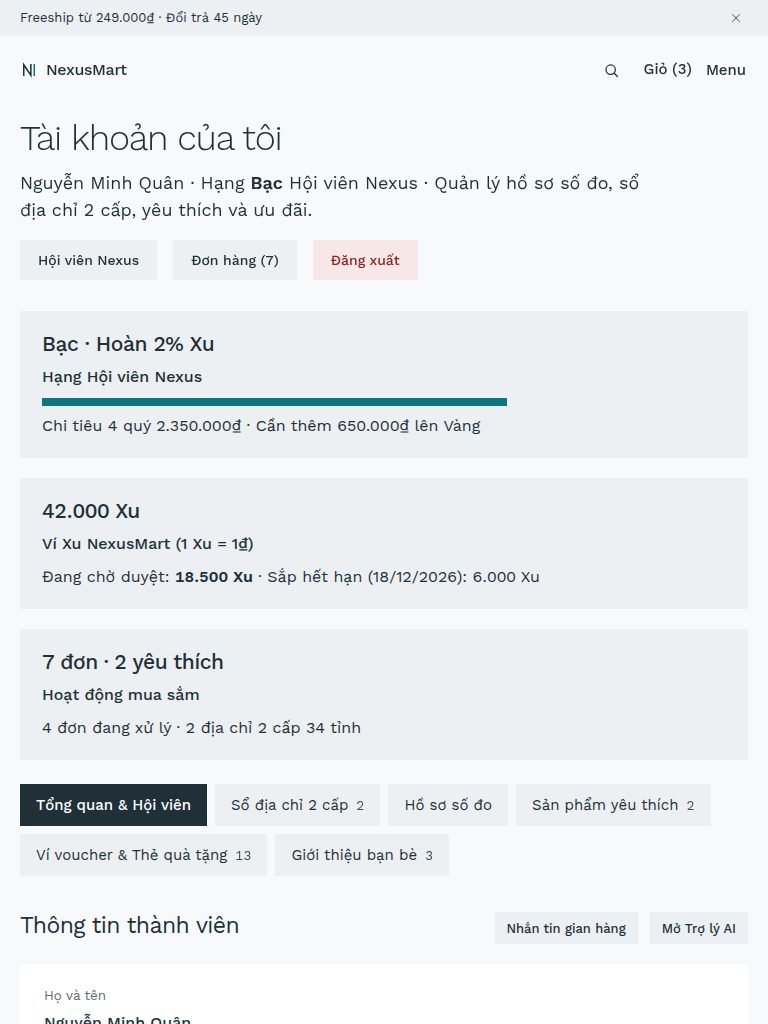 Freeship từ 249.000₫ · Đổi trả 45 ngày
NexusMart
Giỏ (3)
Menu
Tài khoản của tôi
Nguyễn Minh Quân · Hạng Bạc Hội viên Nexus · Quản lý hồ sơ số đo, sổ
địa chỉ 2 cấp, yêu thích và ưu đãi.
Hội viên Nexus
Đơn hàng (7)
Đăng xuất
Bạc · Hoàn 2% Xu
Hạng Hội viên Nexus
Chi tiêu 4 quý 2.350.000₫ · Cần thêm 650.000₫ lên Vàng
42.000 Xu
Ví Xu NexusMart (1 Xu = 1₫)
Đang chờ duyệt: 18.500 Xu · Sắp hết hạn (18/12/2026): 6.000 Xu
7 đơn · 2 yêu thích
Hoạt động mua sắm
4 đơn đang xử lý · 2 địa chỉ 2 cấp 34 tỉnh
Tổng quan & Hội viên
Sổ địa chỉ 2 cấp 2
Hồ sơ số đo
Sản phẩm yêu thích 2
Ví voucher & Thẻ quà tặng 13
Giới thiệu bạn bè 3
Thông tin thành viên
Nhắn tin gian hàng
Mở Trợ lý AI
Họ và tên
Nguyễn Minh Quân